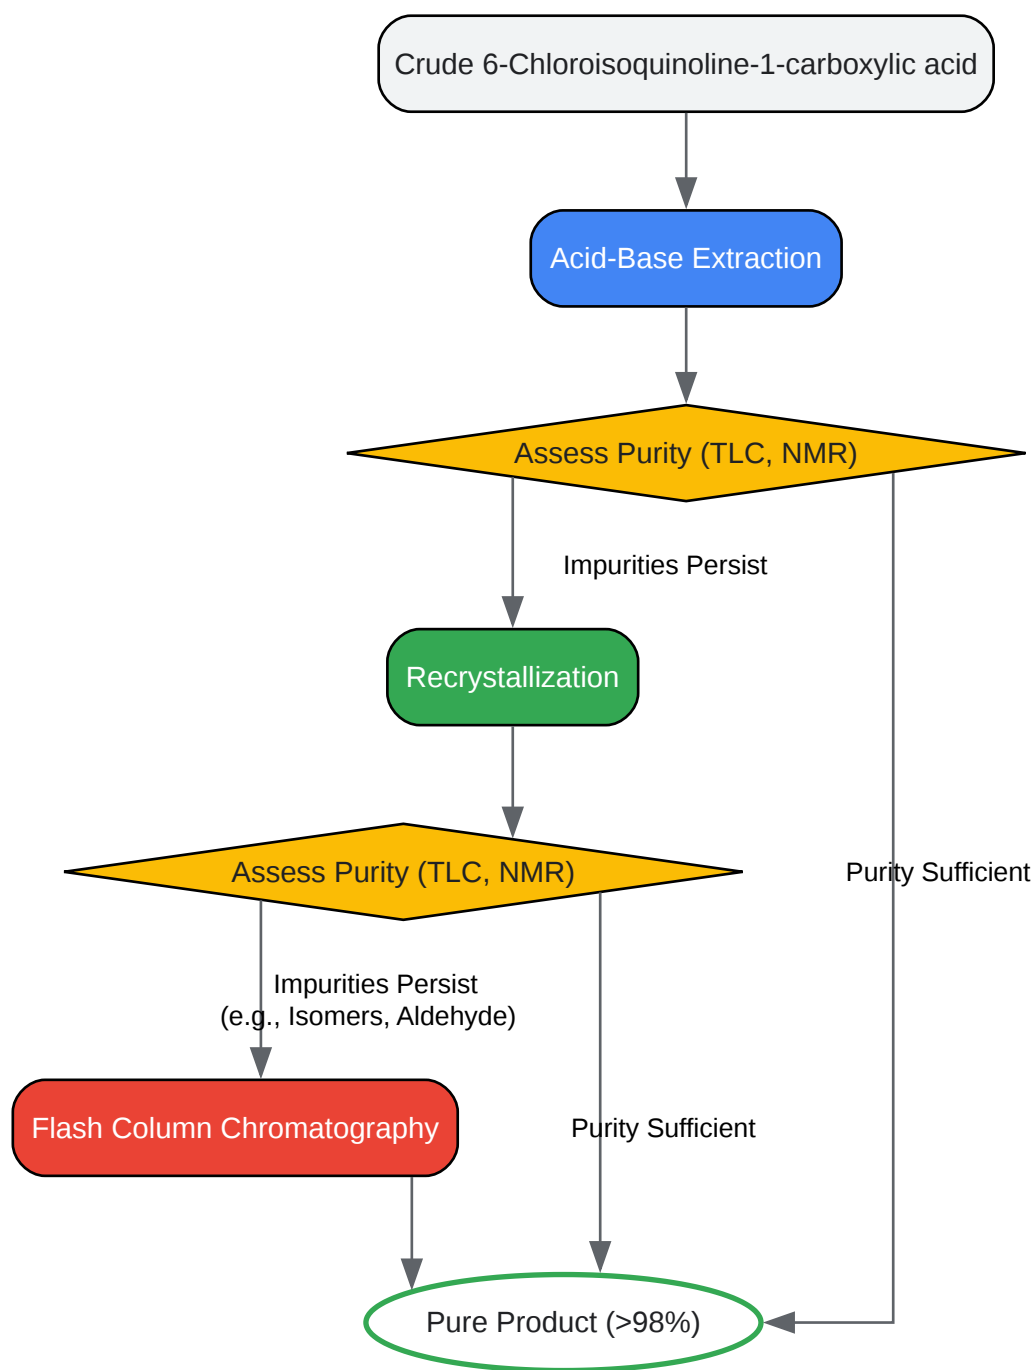 Crude 6-Chloroisoquinoline-1-carboxylic acid
Acid-Base Extraction
Assess Purity (TLC, NMR)
Impurities Persist
Recrystallization
Assess Purity (TLC, NMR)
Purity Sufficient
Impurities Persist
(e.g., Isomers, Aldehyde)
Flash Column Chromatography
Purity Sufficient
Pure Product (>98%)